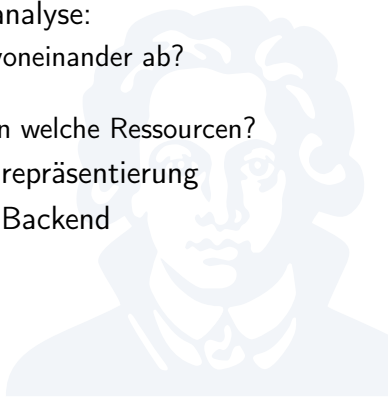 analyse:
voneinander ab?
n welche Ressourcen?
repräsentierung
Backend